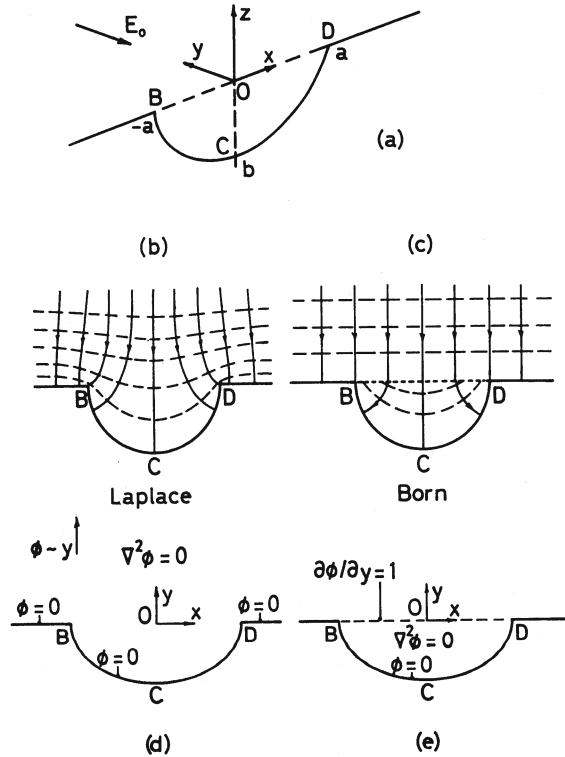 E₀
z
D
y
x
a
B
O
-a
C
b
(a)
(b)
(c)
B
D
C
Laplace
B
D
C
Born
ϕ~y
∇²ϕ=0
ϕ=0
y
O
x
ϕ=0
B
D
ϕ=0
C
(d)
∂ϕ/∂y=1
y
O
x
B
D
∇²ϕ=0
ϕ=0
C
(e)